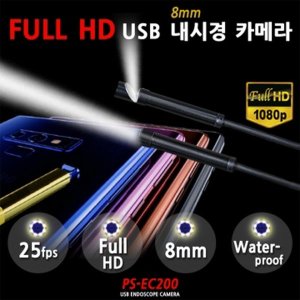 8mm
FULL HD USB 내시경 카메라
Full HD
1080p
25fps
Full
HD
8mm
Water-
proof
PS-EC200
USB ENDOSCOPE CAMERA